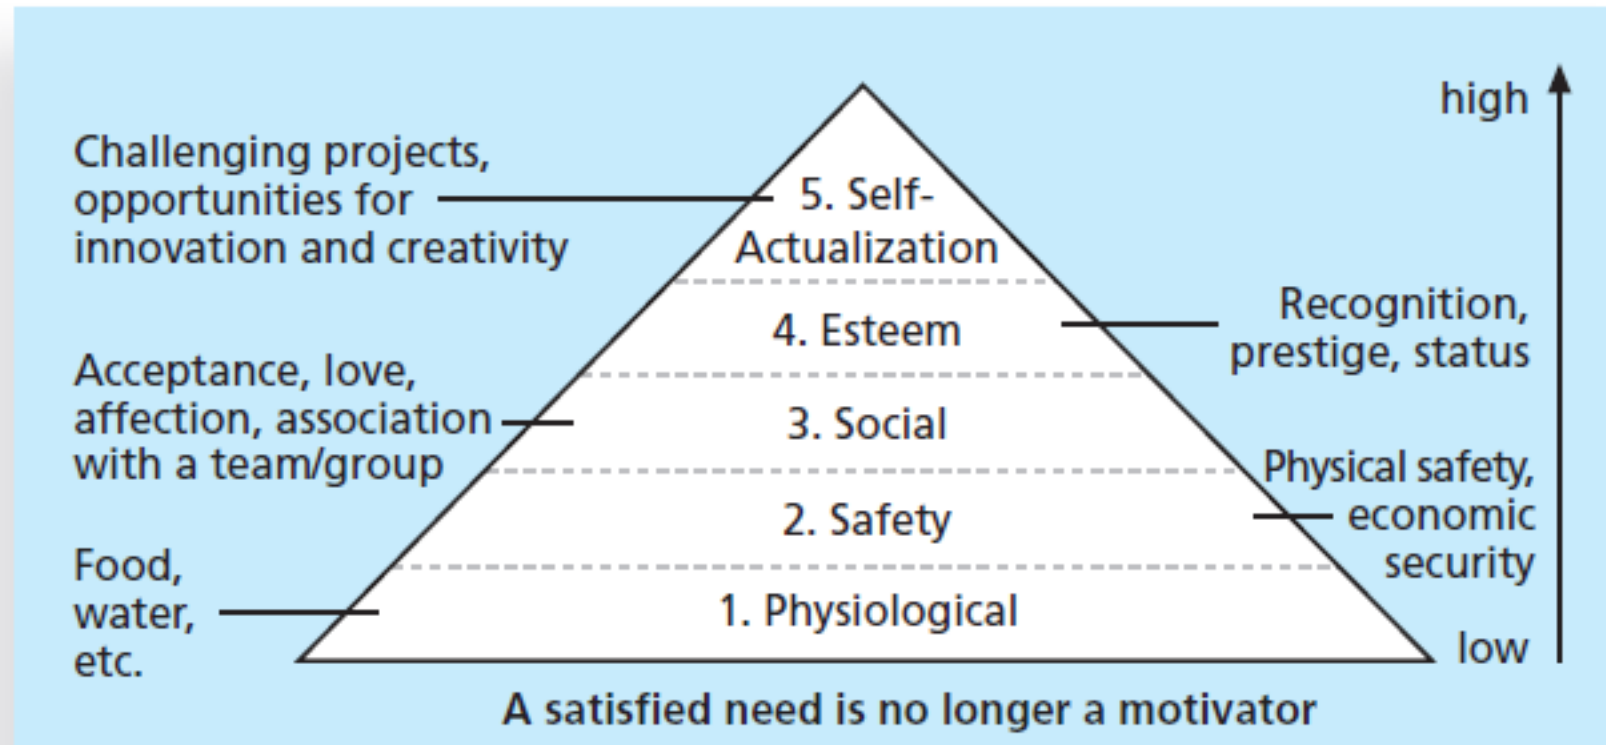 high
Challenging projects,
opportunities for
innovation and creativity
5. Self-
Actualization
Recognition,
prestige, status
4. Esteem
Acceptance, love,
affection, association
with a team/group
3. Social
Physical safety,
economic
security
2. Safety
Food,
water,
etc.
1. Physiological
low
A satisfied need is no longer a motivator